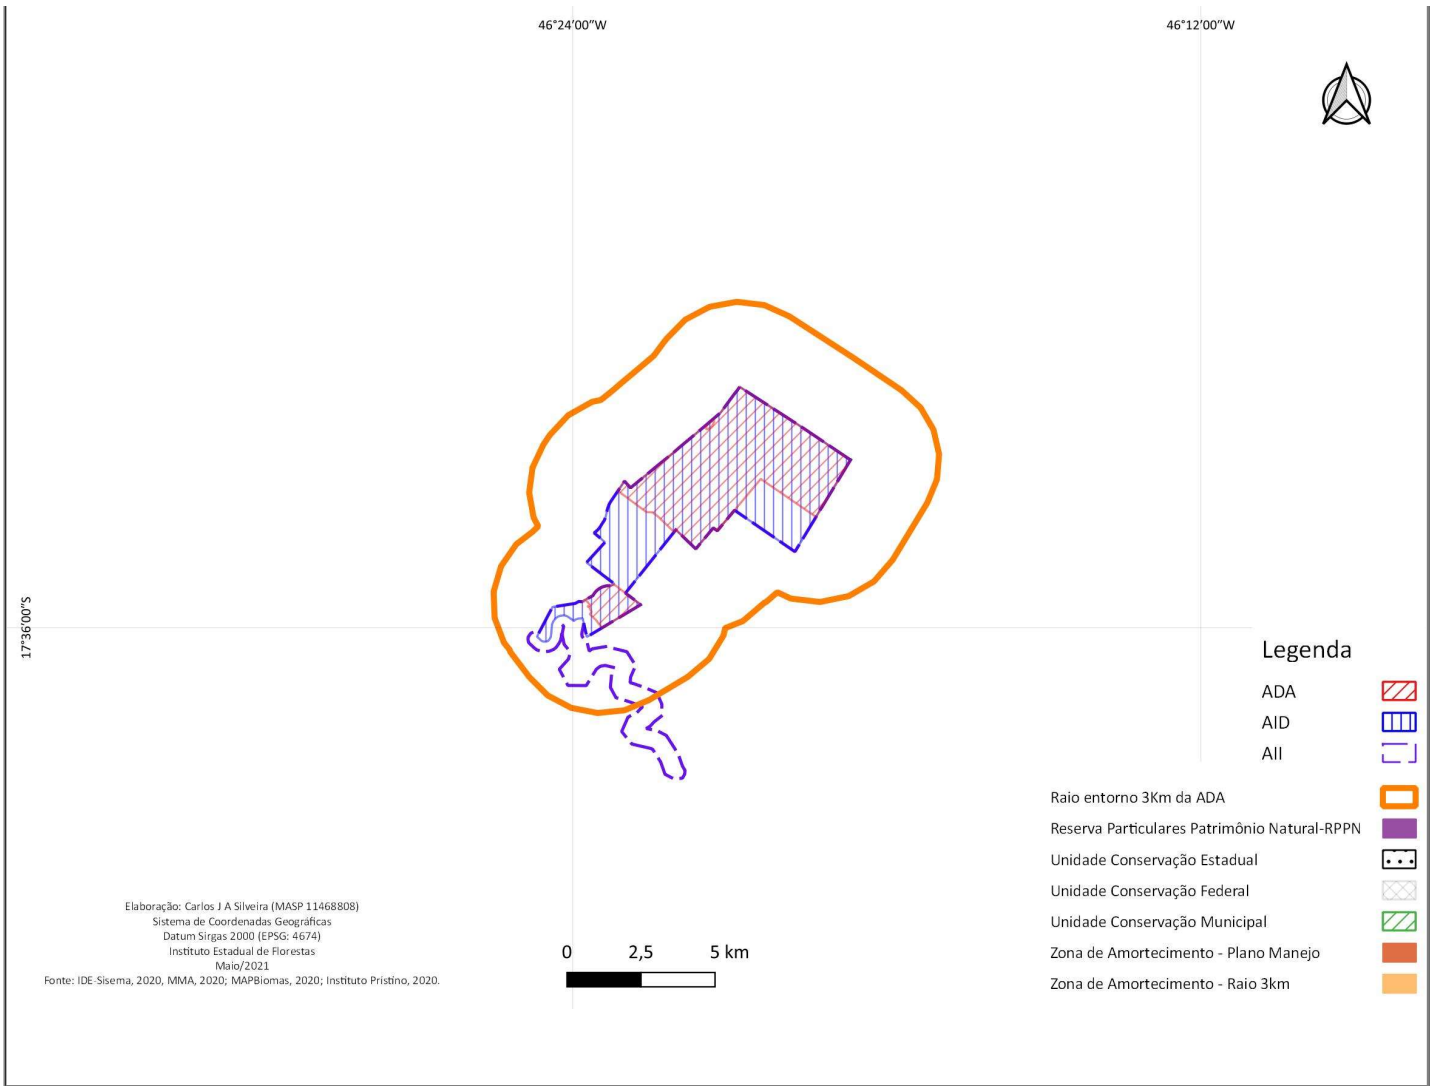 46°24'00"W
46°12'00"W
17°36'00"S
Legenda
ADA
AID
AII
Raio entorno 3Km da ADA
Reserva Particulares Patrimônio Natural-RPPN
Unidade Conservação Estadual
Unidade Conservação Federal
Unidade Conservação Municipal
Zona de Amortecimento - Plano Manejo
Zona de Amortecimento - Raio 3km
Elaboração: Carlos J A Silveira (MASP 11468808)
Sistema de Coordenadas Geográficas
Datum Sirgas 2000 (EPSG: 4674)
Instituto Estadual de Florestas
Maio/2021
Fonte: IDE-Sisema, 2020, MMA, 2020; MAPBiomas, 2020; Instituto Pristino, 2020.
0 2,5 5 km